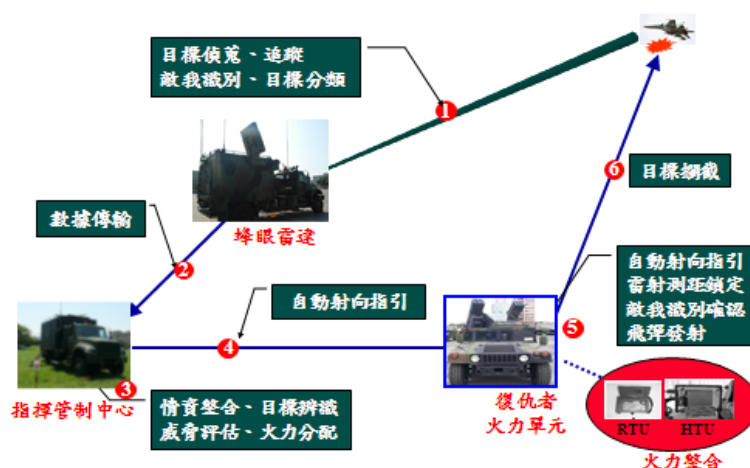 目標偵蒐、追蹤
敵我識別、目標分類
1
6
目標攔截
蜂眼雷達
數據傳輸
2
自動射向指引
4
自動射向指引
雷射測距鎖定
敵我識別確認
飛彈發射
5
3
指揮管制中心
情資整合、目標辨識
威脅評估、火力分配
復仇者
火力單元
RTU HTU
火力整合